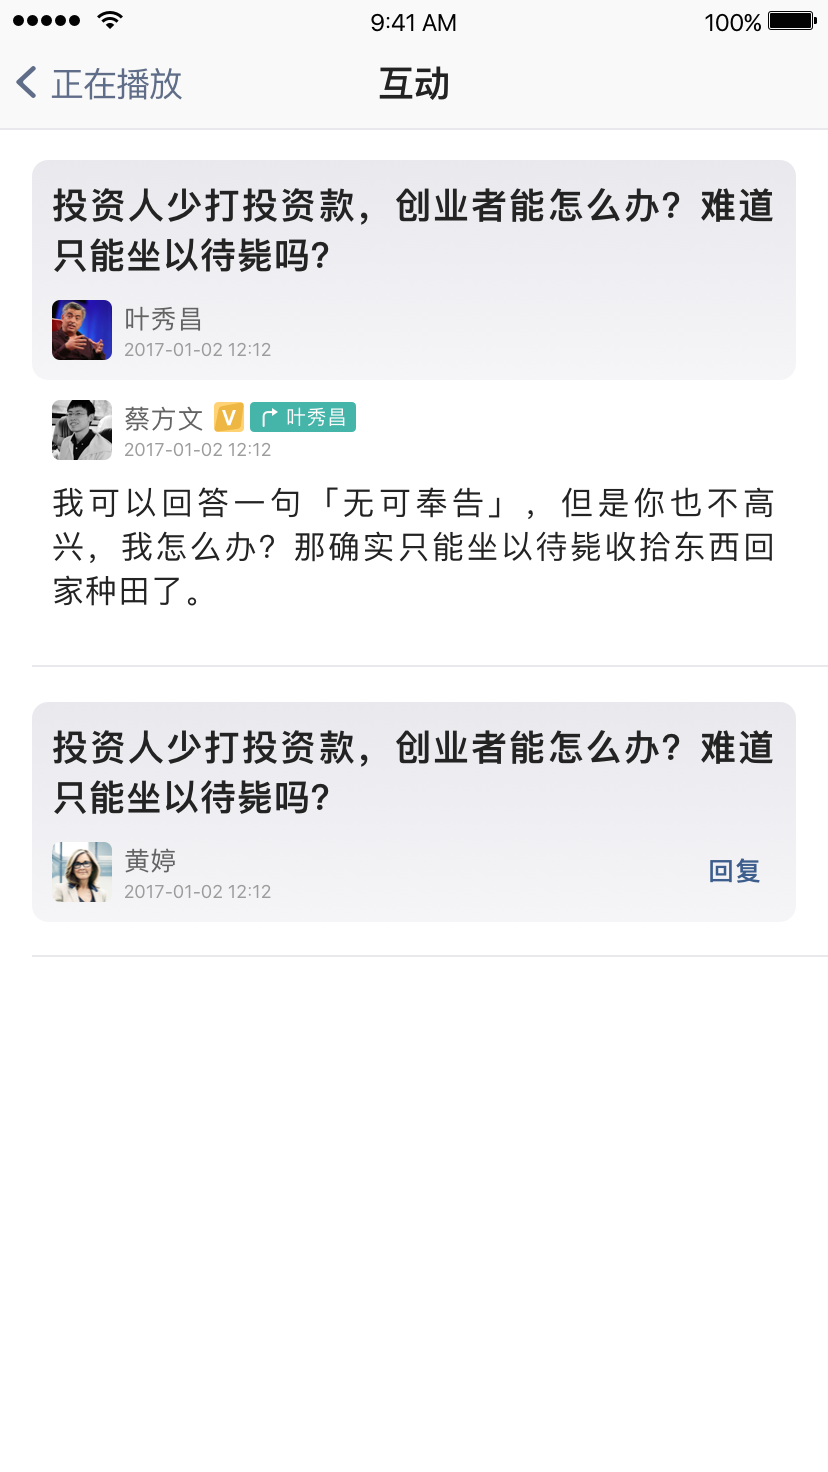 9:41 AM
100%
正在播放
互动
投资人少打投资款，创业者能怎么办？难道
只能坐以待毙吗？
叶秀昌
2017-01-02 12:12
蔡方文 V 叶秀昌
2017-01-02 12:12
我可以回答一句「无可奉告」，但是你也不高
兴，我怎么办？那确实只能坐以待毙收拾东西回
家种田了。
投资人少打投资款，创业者能怎么办？难道
只能坐以待毙吗？
黄婷
2017-01-02 12:12
回复